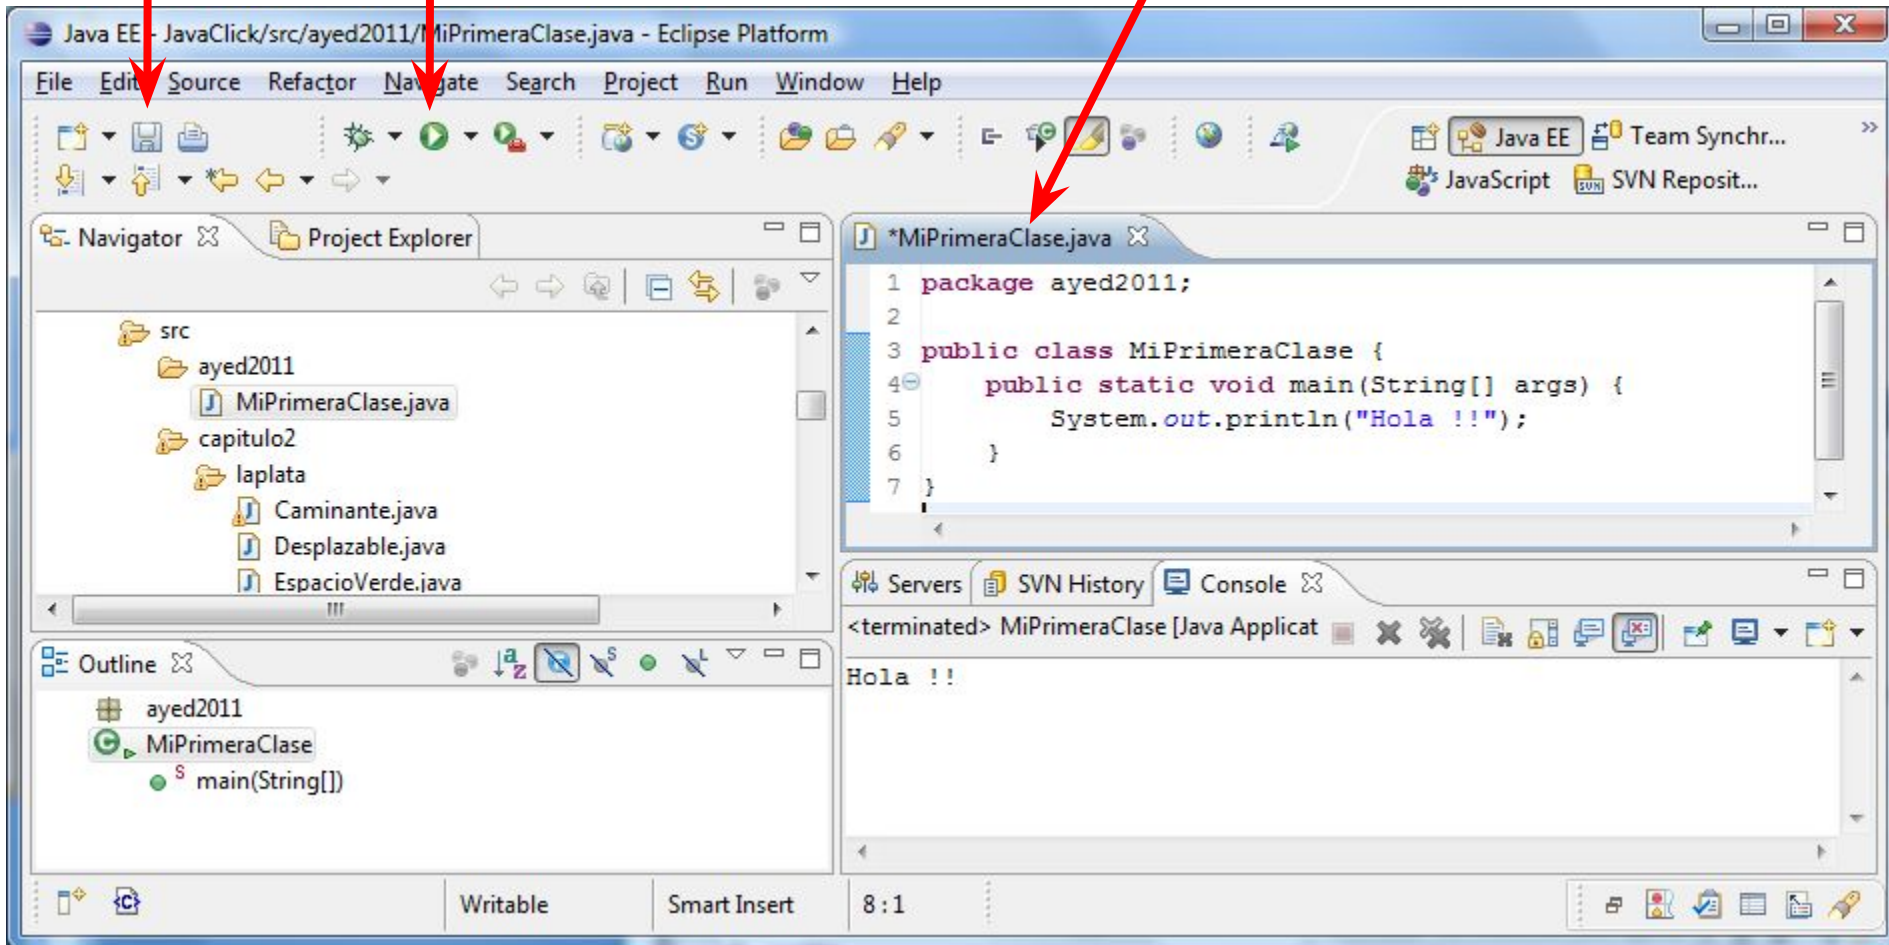 Java EE - JavaClick/src/ayed2011/MiPrimeraClase.java - Eclipse Platform
File Edit Source Refactor Navigate Search Project Run Window Help
Java EE Team Synchr... »
JavaScript SVN Reposit...
Navigator Project Explorer
src
ayed2011
MiPrimeraClase.java
capitulo2
laplata
Caminante.java
Desplazable.java
EspacioVerde.java
Outline
ayed2011
MiPrimeraClase
main(String[])
*MiPrimeraClase.java
1 package ayed2011;
2
3 public class MiPrimeraClase {
4 public static void main(String[] args) {
5 System.out.println("Hola !!");
6 }
7 }
Servers SVN History Console
<terminated> MiPrimeraClase [Java Applicat
Hola !!
Writable Smart Insert 8:1